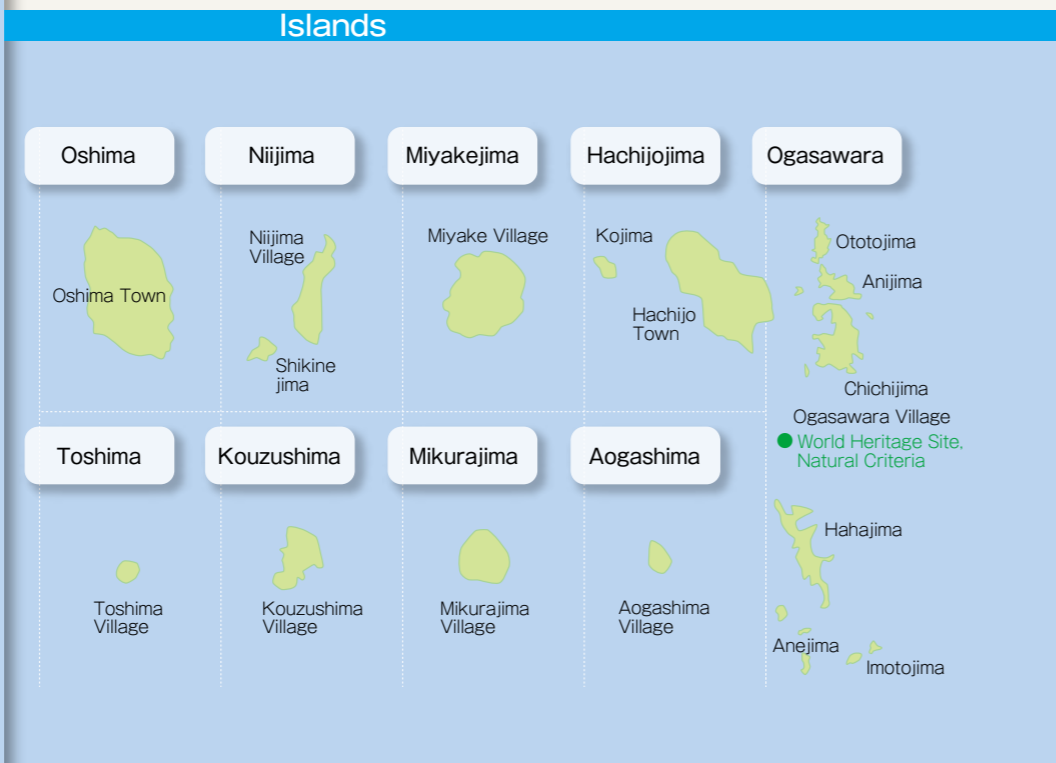 Islands
Oshima
Niijima
Miyakejima
Hachijojima
Ogasawara
Oshima Town
Niijima
Village
Shikine
jima
Miyake Village
Kojima
Hachijo
Town
Ototojima
Anijima
Chichijima
Ogasawara Village
World Heritage Site,
Natural Criteria
Toshima
Kouzushima
Mikurajima
Aogashima
Toshima
Village
Kouzushima
Village
Mikurajima
Village
Aogashima
Village
Hahajima
Anejima
Imotojima